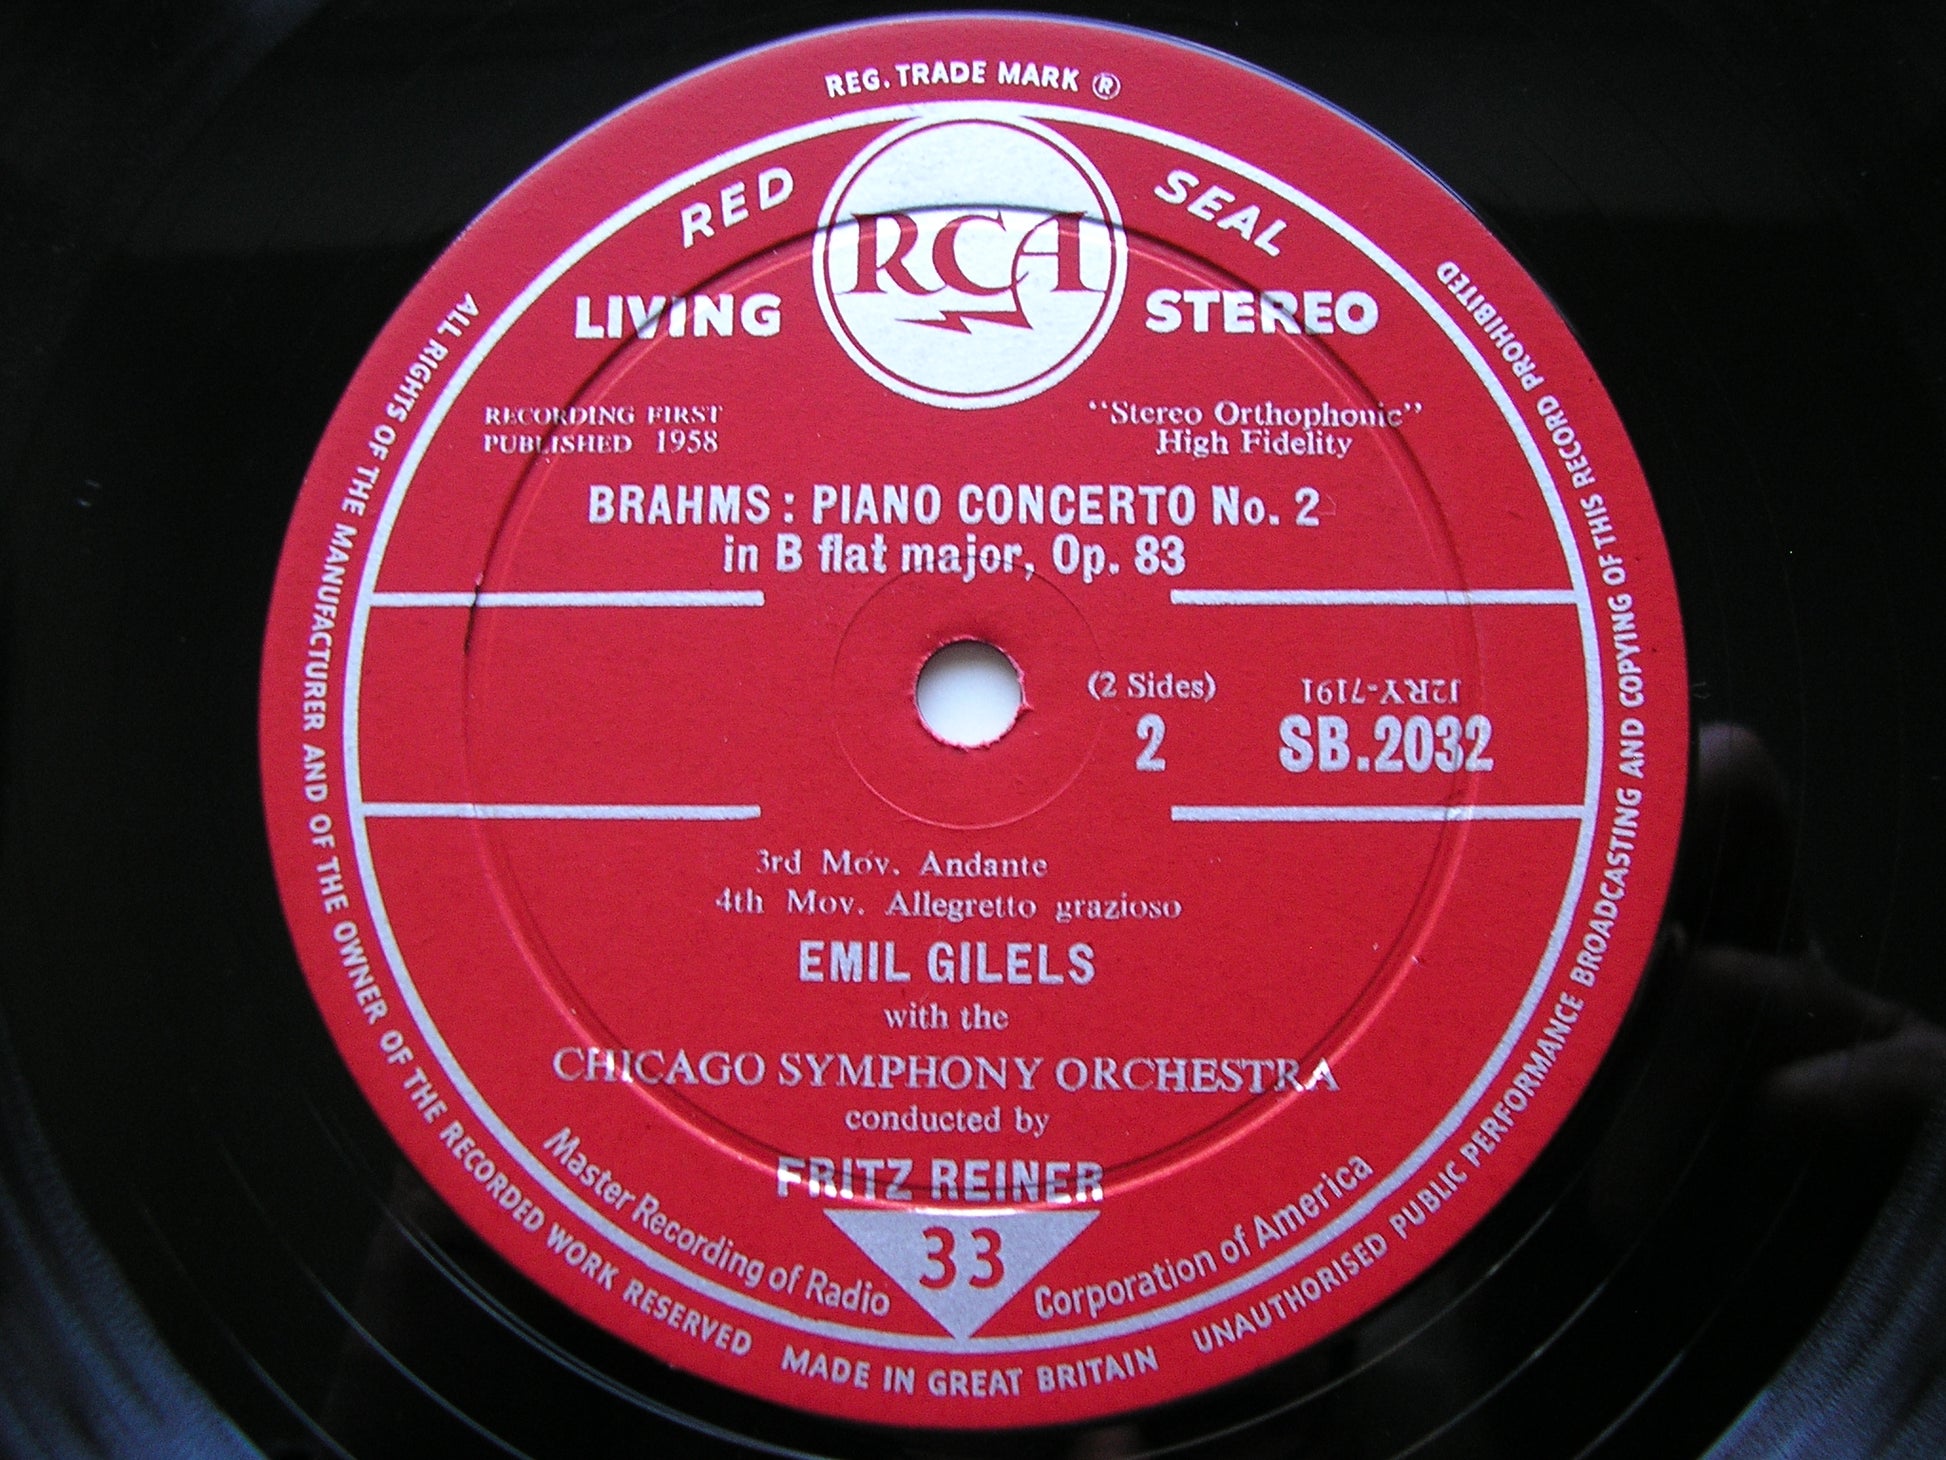 REG. TRADE MARK ®
RED SEAL
RCA
LIVING STEREO
RECORDING FIRST
PUBLISHED 1958
"Stereo Orthophonic"
High Fidelity
BRAHMS : PIANO CONCERTO No. 2
in B flat major, Op. 83
(2 Sides)
2
J2RY-7191
SB.2032
3rd Mov. Andante
4th Mov. Allegretto grazioso
EMIL GILELS
with the
CHICAGO SYMPHONY ORCHESTRA
conducted by
FRITZ REINER
33
Master Recording of Radio Corporation of America
ALL RIGHTS OF THE MANUFACTURER AND OF THE OWNER OF THE RECORDED WORK RESERVED
MADE IN GREAT BRITAIN
UNAUTHORISED PUBLIC PERFORMANCE BROADCASTING AND COPYING OF THIS RECORD PROHIBITED